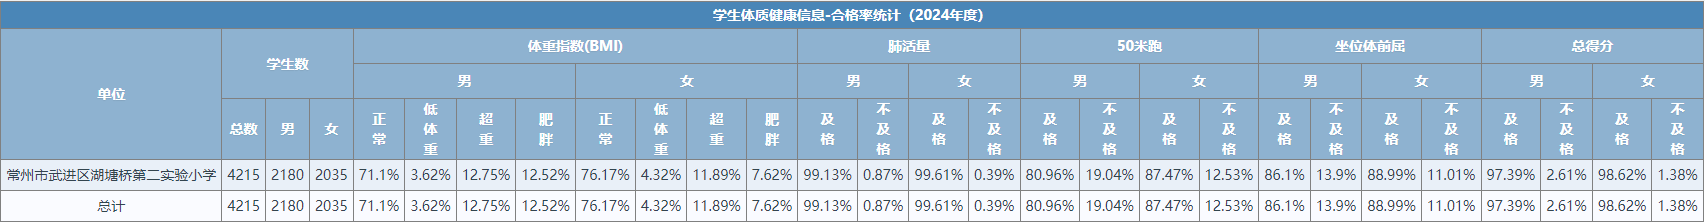 学生体质健康信息-合格率统计（2024年度）
单位 学生数 体重指数(BMI) 肺活量 50米跑 坐位体前屈 总得分
男 女 男 女 男 女 男 女 男 女
总数 男 女 正常 低体重 超重 肥胖 正常 低体重 超重 肥胖 及格 不及格 及格 不及格 及格 不及格 及格 不及格 及格 不及格 及格 不及格 及格 不及格 及格 不及格
常州市武进区湖塘桥第二实验小学 4215 2180 2035 71.1% 3.62% 12.75% 12.52% 76.17% 4.32% 11.89% 7.62% 99.13% 0.87% 99.61% 0.39% 80.96% 19.04% 87.47% 12.53% 86.1% 13.9% 88.99% 11.01% 97.39% 2.61% 98.62% 1.38%
总计 4215 2180 2035 71.1% 3.62% 12.75% 12.52% 76.17% 4.32% 11.89% 7.62% 99.13% 0.87% 99.61% 0.39% 80.96% 19.04% 87.47% 12.53% 86.1% 13.9% 88.99% 11.01% 97.39% 2.61% 98.62% 1.38%